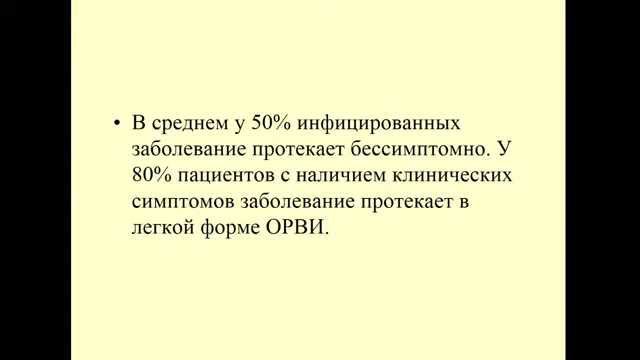 • В среднем у 50% инфицированных
заболевание протекает бессимптомно. У
80% пациентов с наличием клинических
симптомов заболевание протекает в
легкой форме ОРВИ.